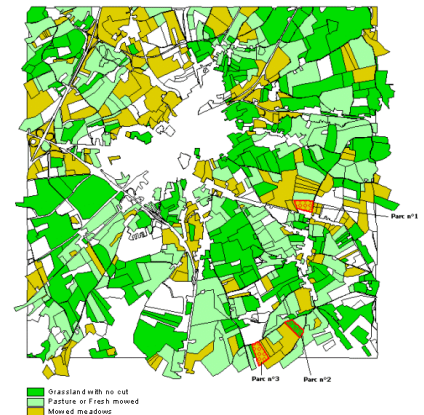 Parc n°1
Parc n°3
Parc n°2
Grassland with no cut
Pasture or Fresh mowed
Mowed meadows